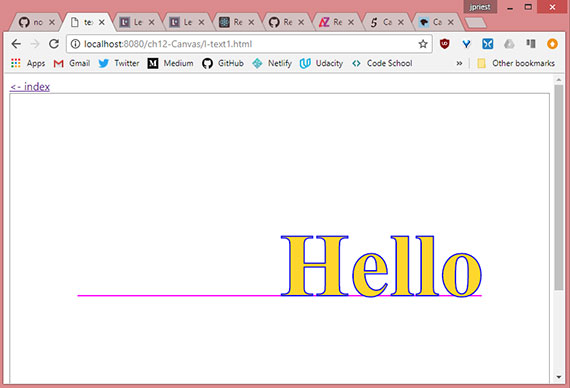 jpriest
no
te
Le
Le
Re
Re
Re
Ca
Ca
localhost:8080/ch12-Canvas/l-text1.html
Apps Gmail Twitter Medium GitHub Netlify Udacity Code School » Other bookmarks
<- index
Hello